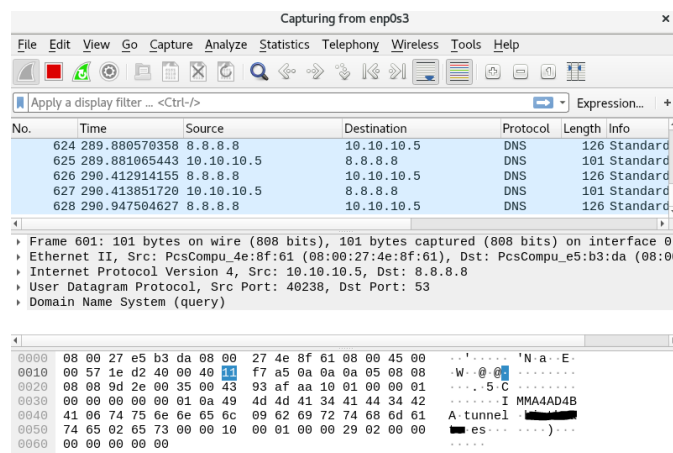 Capturing from enp0s3 ×
File Edit View Go Capture Analyze Statistics Telephony Wireless Tools Help
Apply a display filter ... <Ctrl-/> Expression... +
No. Time Source Destination Protocol Length Info
624 289.880570358 8.8.8.8 10.10.10.5 DNS 126 Standard
625 289.881065443 10.10.10.5 8.8.8.8 DNS 101 Standard
626 290.412914155 8.8.8.8 10.10.10.5 DNS 126 Standard
627 290.413851720 10.10.10.5 8.8.8.8 DNS 101 Standard
628 290.947504627 8.8.8.8 10.10.10.5 DNS 126 Standard
Frame 601: 101 bytes on wire (808 bits), 101 bytes captured (808 bits) on interface 0
Ethernet II, Src: PcsCompu_4e:8f:61 (08:00:27:4e:8f:61), Dst: PcsCompu_e5:b3:da (08:0
Internet Protocol Version 4, Src: 10.10.10.5, Dst: 8.8.8.8
User Datagram Protocol, Src Port: 40238, Dst Port: 53
Domain Name System (query)
0000 08 00 27 e5 b3 da 08 00 27 4e 8f 61 08 00 45 00 ··'····· 'N·a··E·
0010 00 57 1e d2 40 00 40 11 f7 a5 0a 0a 0a 05 08 08 ·W··@·@· ········
0020 08 08 9d 2e 00 35 00 43 93 af aa 10 01 00 00 01 ···.·5·C ········
0030 00 00 00 00 00 01 0a 49 4d 4d 41 34 41 44 34 42 ·······I MMA4AD4B
0040 41 06 74 75 6e 6e 65 6c 09 62 69 72 74 68 6d 61 A·tunnel
0050 74 65 02 65 73 00 00 10 00 01 00 00 29 02 00 00 ·es····· ····)···
0060 00 00 00 00 00 ·····